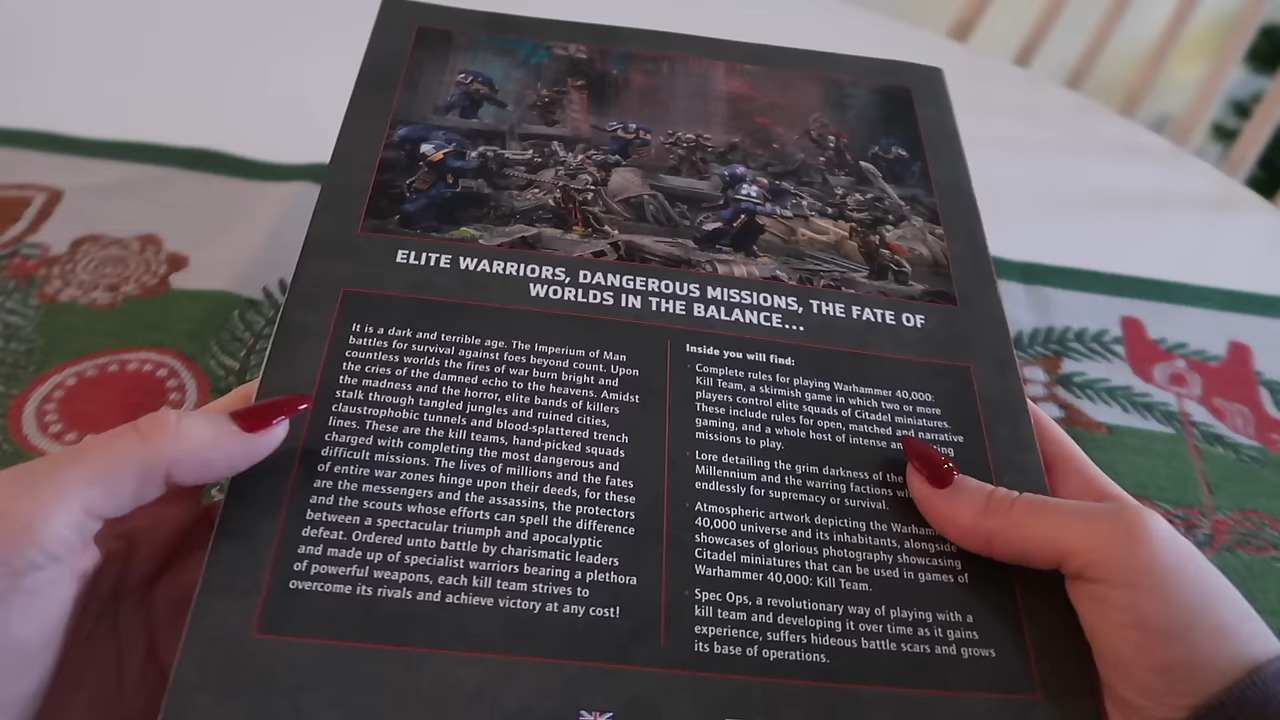 ELITE WARRIORS, DANGEROUS MISSIONS, THE FATE OF
WORLDS IN THE BALANCE...
It is a dark and terrible age. The Imperium of Man
battles for survival against foes beyond count. Upon
countless worlds the fires of war burn bright and
the cries of the damned echo to the heavens. Amidst
the madness and the horror, elite bands of killers
stalk through tangled jungles and ruined cities,
claustrophobic tunnels and blood-splattered trench
lines. These are the kill teams, hand-picked squads
charged with completing the most dangerous and
difficult missions. The lives of millions and the fates
of entire war zones hinge upon their deeds, for these
are the messengers and the assassins, the protectors
and the scouts whose efforts can spell the difference
between a spectacular triumph and apocalyptic
defeat. Ordered unto battle by charismatic leaders
and made up of specialist warriors bearing a plethora
of powerful weapons, each kill team strives to
overcome its rivals and achieve victory at any cost!
Inside you will find:
· Complete rules for playing Warhammer 40,000:
Kill Team, a skirmish game in which two or more
players control elite squads of Citadel miniatures.
These include rules for open, matched and narrative
gaming, and a whole host of intense
missions to play.
· Lore detailing the grim darkness of the
Millennium and the warring factions
endlessly for supremacy or survival.
· Atmospheric artwork depicting the
40,000 universe and its inhabitants, alongside
showcases of glorious photography showcasing
Citadel miniatures that can be used in games of
Warhammer 40,000: Kill Team.
· Spec Ops, a revolutionary way of playing with a
kill team and developing it over time as it gains
experience, suffers hideous battle scars and grows
its base of operations.